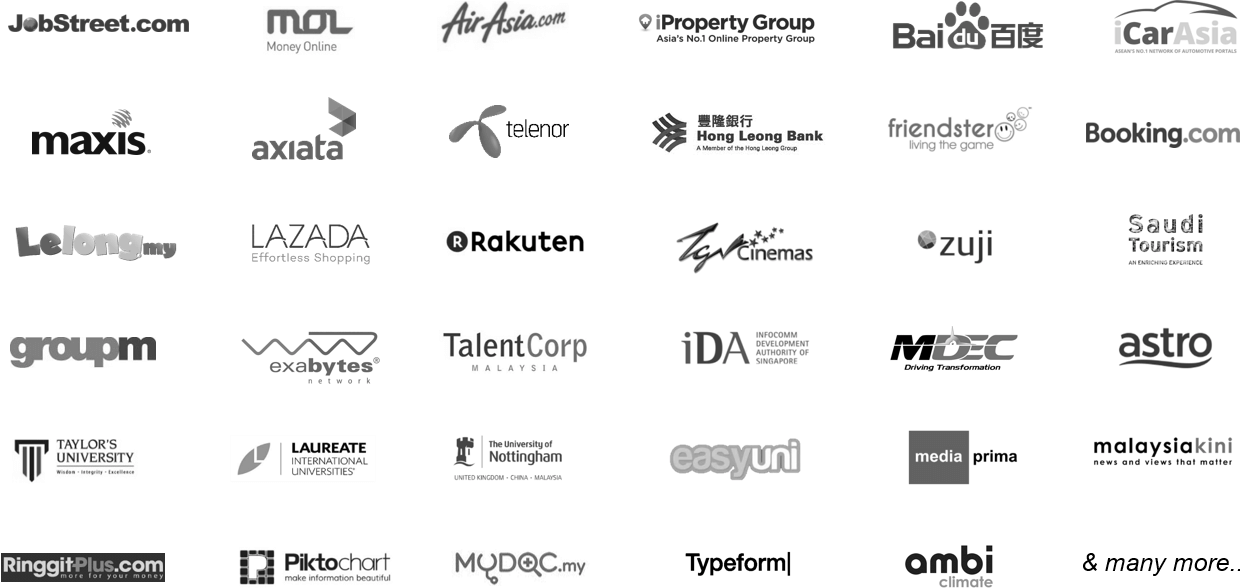 JobStreet.com
mol
Money Online
AirAsia.com
iProperty Group
Asia's No.1 Online Property Group
Bai du 百度
iCarAsia
ASEAN'S NO.1 NETWORK OF AUTOMOTIVE PORTALS
maxis
axiata
telenor
豐隆銀行
Hong Leong Bank
A Member of the Hong Leong Group
friendster
living the game
Booking.com
Lelong.my
LAZADA
Effortless Shopping
R Rakuten
TGV Cinemas
zuji
Saudi
Tourism
AN ENRICHING EXPERIENCE
groupm
exabytes®
network
TalentCorp
MALAYSIA
iDA
INFOCOMM
DEVELOPMENT
AUTHORITY OF
SINGAPORE
MDEC
Driving Transformation
astro
TAYLOR'S
UNIVERSITY
Wisdom • Integrity • Excellence
L
LAUREATE
INTERNATIONAL
UNIVERSITIES®
The University of
Nottingham
UNITED KINGDOM • CHINA • MALAYSIA
easyuni
media prima
malaysiakini
news and views that matter
RinggitPlus.com
more for your money
Piktochart
make information beautiful
MYDOC.my
Typeform|
ambi
climate
& many more..